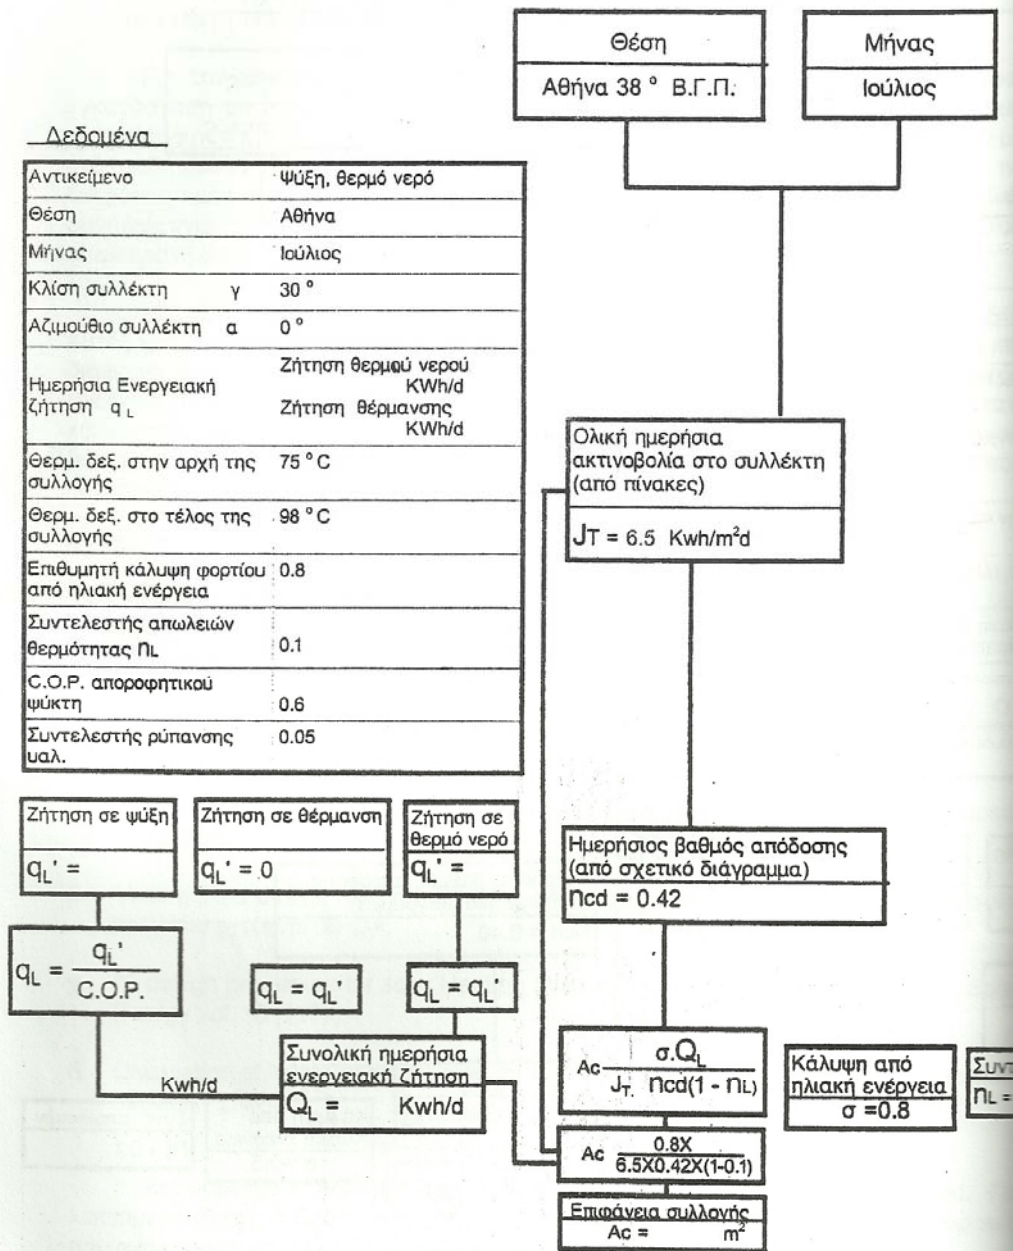 Θέση
Αθήνα 38 ° Β.Γ.Π.
Μήνας
Ιούλιος
Δεδομένα
Αντικείμενο Ψύξη, θερμό νερό
Θέση Αθήνα
Μήνας Ιούλιος
Κλίση συλλέκτη γ 30 °
Αζιμούθιο συλλέκτη α 0 °
Ημερήσια Ενεργειακή
ζήτηση q L
Ζήτηση θερμού νερού
KWh/d
Ζήτηση θέρμανσης
KWh/d
Θερμ. δεξ. στην αρχή της 75 ° C
συλλογής
Θερμ. δεξ. στο τέλος της 98 ° C
συλλογής
Επιθυμητή κάλυψη φορτίου 0.8
από ηλιακή ενέργεια
Συντελεστής απωλειών
θερμότητας ηL 0.1
C.O.P. αποροφητικού
ψύκτη 0.6
Συντελεστής ρύπανσης 0.05
υαλ.
Ολική ημερήσια
ακτινοβολία στο συλλέκτη
(από πίνακες)
JT = 6.5 Kwh/m²d
Ζήτηση σε ψύξη
qL' =
Ζήτηση σε θέρμανση
qL' = 0
Ζήτηση σε
θερμό νερό
qL' =
Ημερήσιος βαθμός απόδοσης
(από σχετικό διάγραμμα)
ηcd = 0.42
qL = qL' / C.O.P.
qL = qL'
qL = qL'
Kwh/d
Συνολική ημερήσια
ενεργειακή ζήτηση
QL = Kwh/d
Ac σ.QL / JT. ηcd(1 - ηL)
Κάλυψη από
ηλιακή ενέργεια
σ =0.8
Συντ
ηL =
Ac 0.8X / 6.5X0.42X(1-0.1)
Επιφάνεια συλλογής
Ac = m²